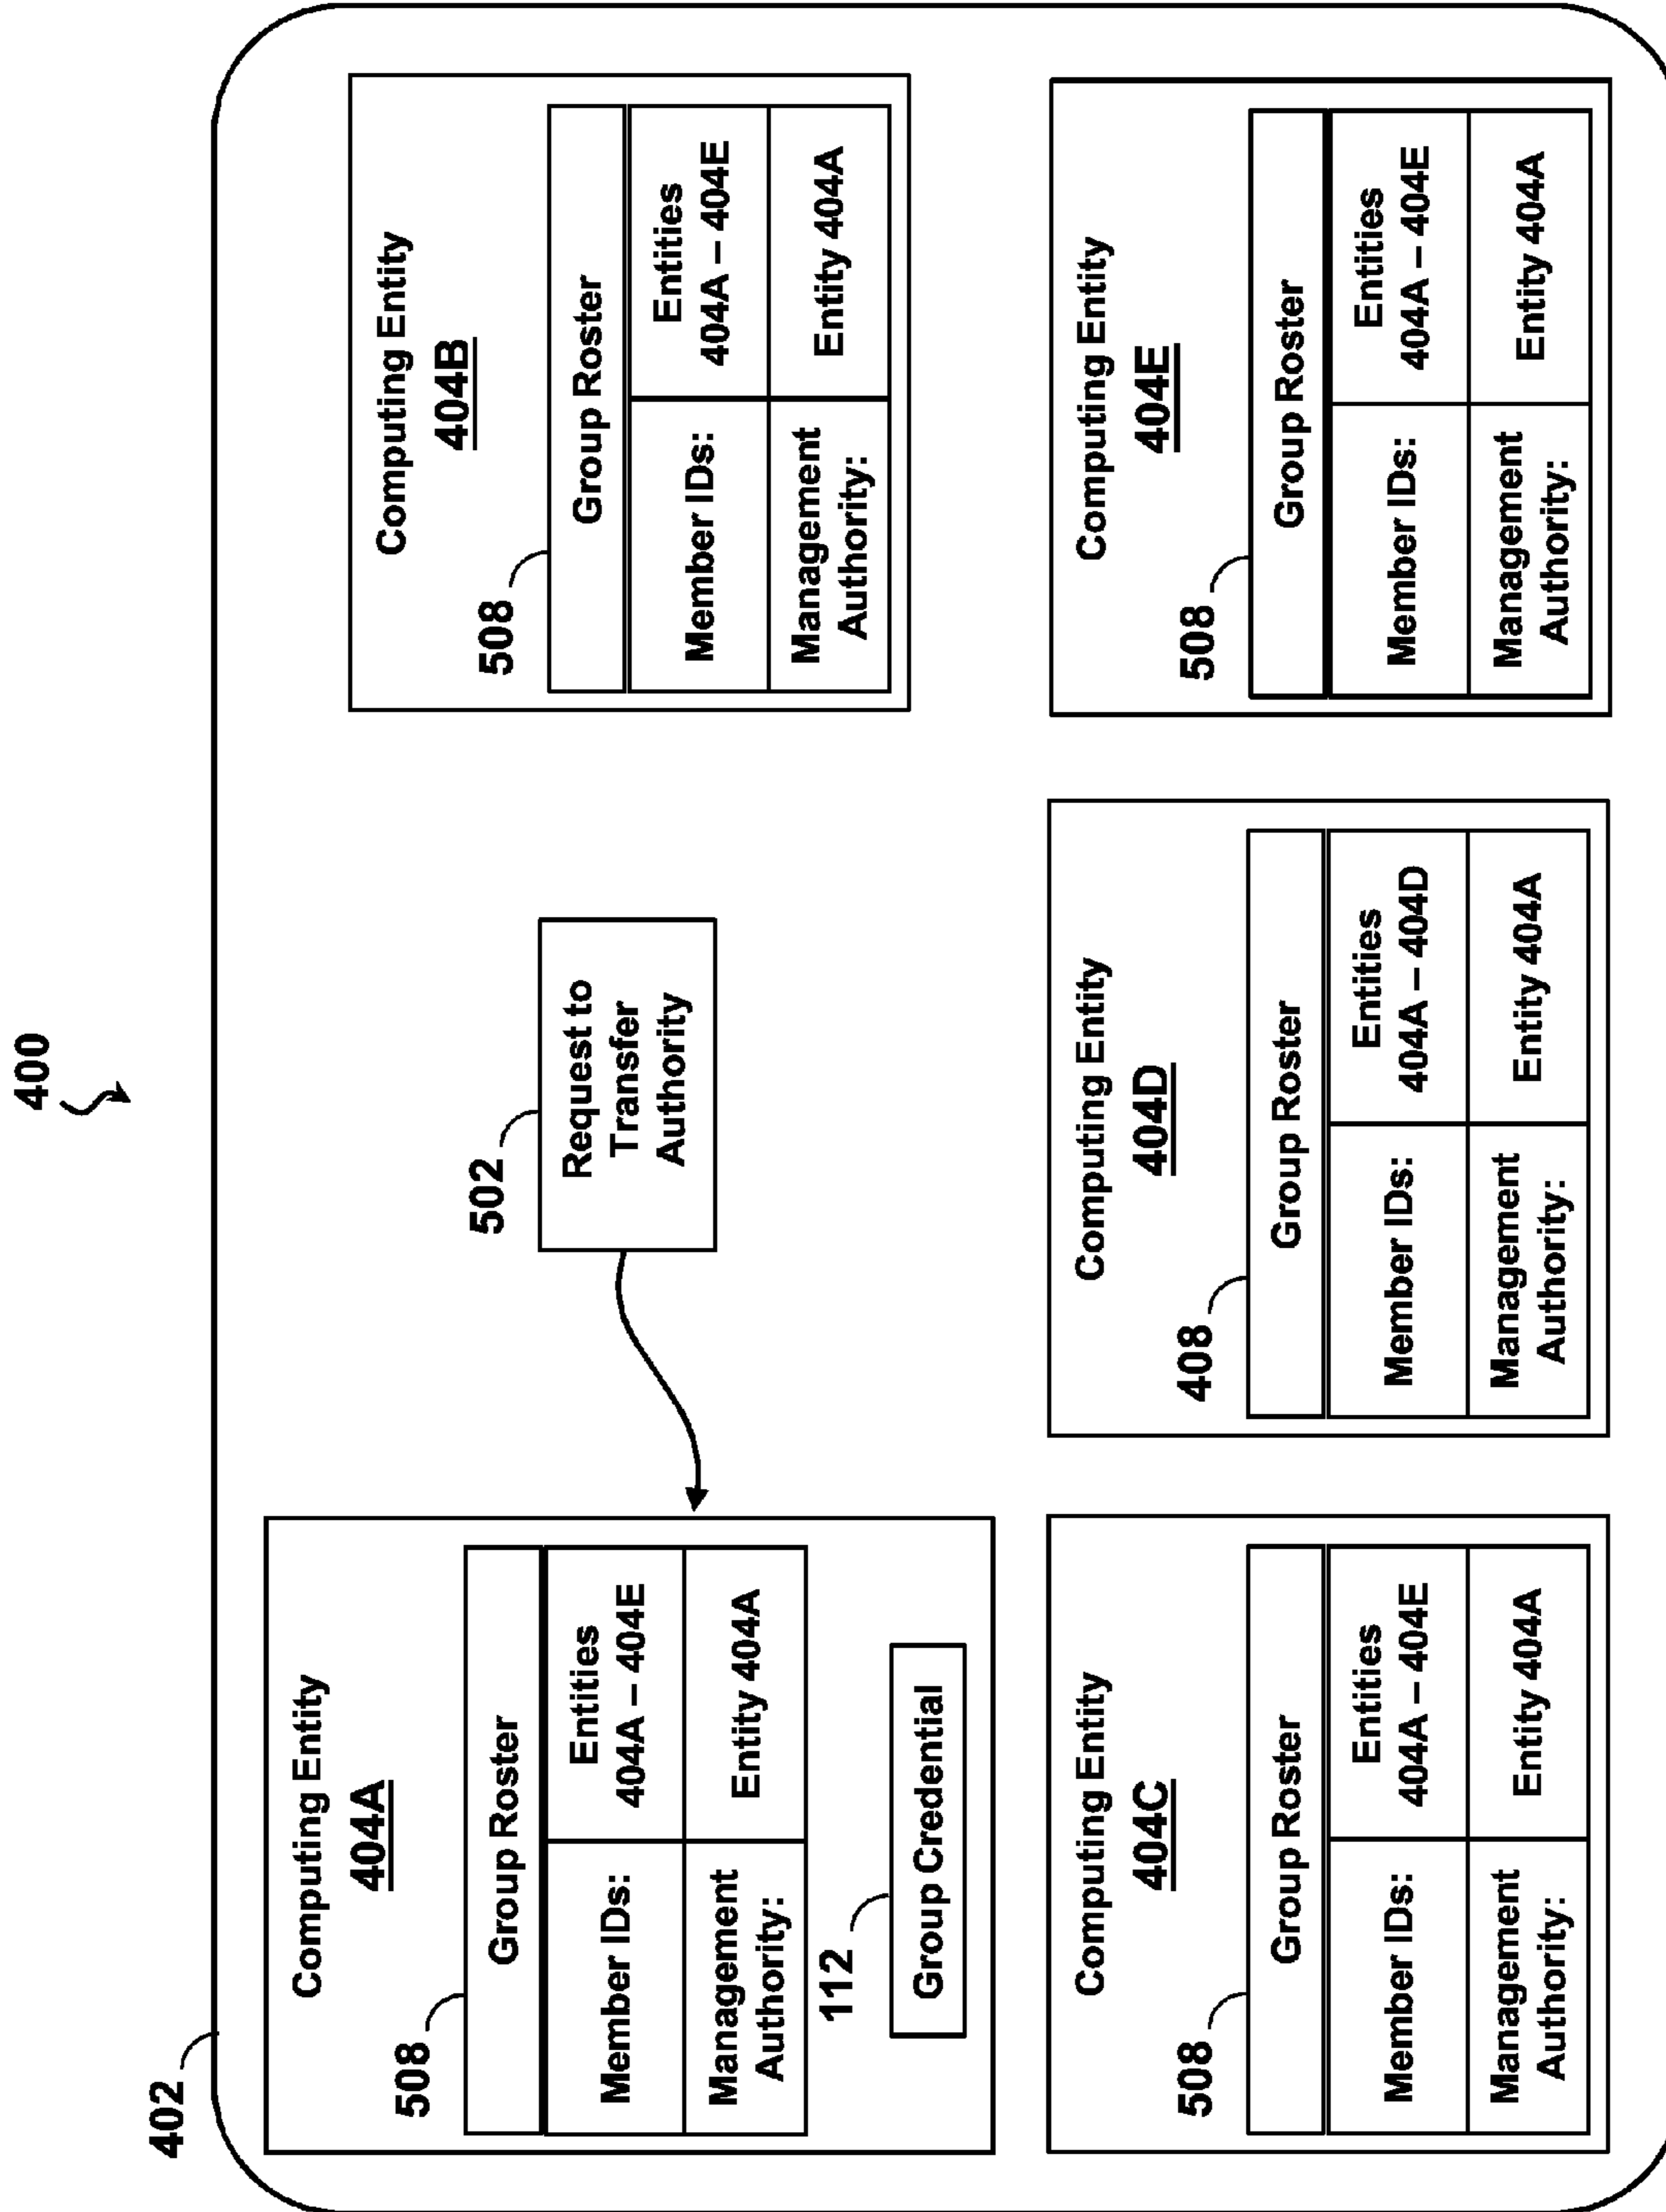 400
402
Computing Entity
404A
508
Group Roster
Member IDs:
Entities
404A – 404E
Management
Authority:
Entity 404A
112
Group Credential
502
Request to
Transfer
Authority
Computing Entity
404B
508
Group Roster
Member IDs:
Entities
404A – 404E
Management
Authority:
Entity 404A
Computing Entity
404C
508
Group Roster
Member IDs:
Entities
404A – 404E
Management
Authority:
Entity 404A
Computing Entity
404D
408
Group Roster
Member IDs:
Entities
404A – 404D
Management
Authority:
Entity 404A
Computing Entity
404E
508
Group Roster
Member IDs:
Entities
404A – 404E
Management
Authority:
Entity 404A